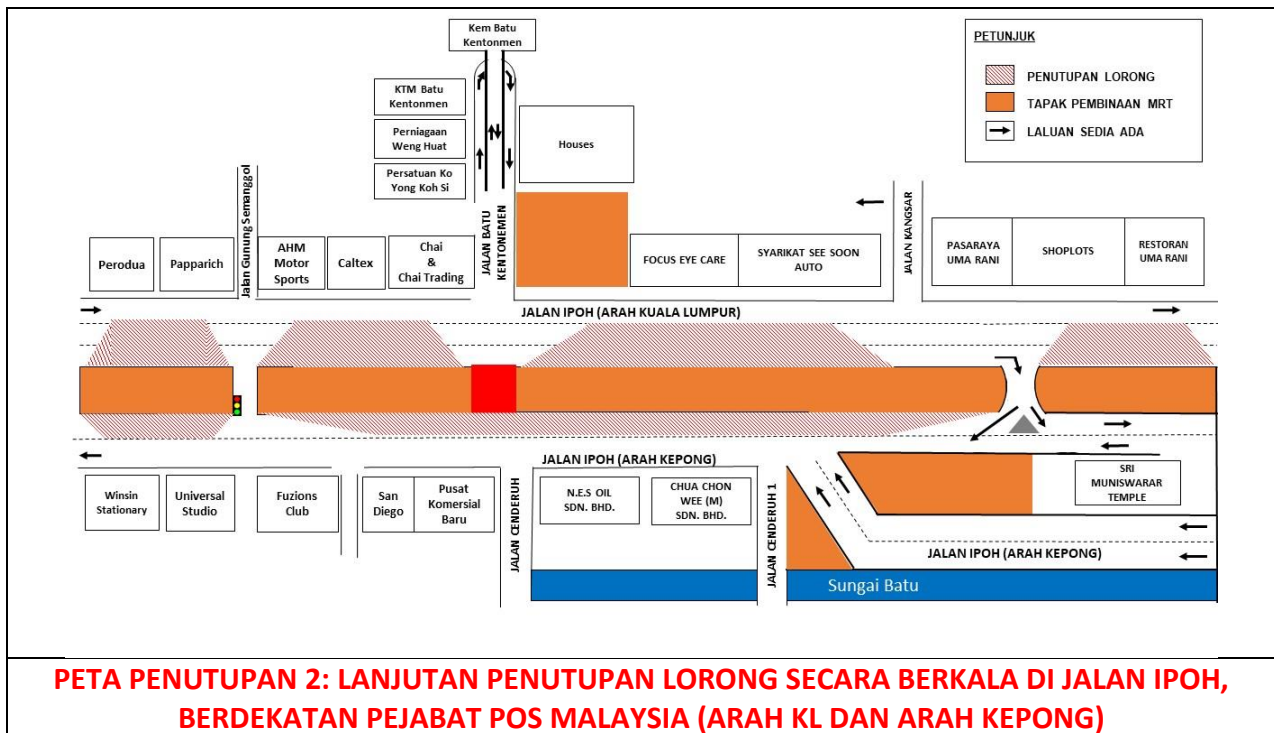 Kem Batu
Kentonmen
PETUNJUK
PENUTUPAN LORONG
TAPAK PEMBINAAN MRT
LALUAN SEDIA ADA
KTM Batu
Kentonmen
Perniagaan
Weng Huat
Persatuan Ko
Yong Koh Si
Houses
Jalan Gunung Semanggol
JALAN BATU
KENTONEMEN
JALAN KANGSAR
Perodua
Papparich
AHM
Motor
Sports
Caltex
Chai
&
Chai Trading
FOCUS EYE CARE
SYARIKAT SEE SOON
AUTO
PASARAYA
UMA RANI
SHOPLOTS
RESTORAN
UMA RANI
JALAN IPOH (ARAH KUALA LUMPUR)
JALAN IPOH (ARAH KEPONG)
Winsin
Stationary
Universal
Studio
Fuzions
Club
San
Diego
Pusat
Komersial
Baru
JALAN CENDERUH
N.E.S OIL
SDN. BHD.
CHUA CHON
WEE (M)
SDN. BHD.
JALAN CENDERUH 1
SRI
MUNISWARAR
TEMPLE
JALAN IPOH (ARAH KEPONG)
Sungai Batu
PETA PENUTUPAN 2: LANJUTAN PENUTUPAN LORONG SECARA BERKALA DI JALAN IPOH,
BERDEKATAN PEJABAT POS MALAYSIA (ARAH KL DAN ARAH KEPONG)